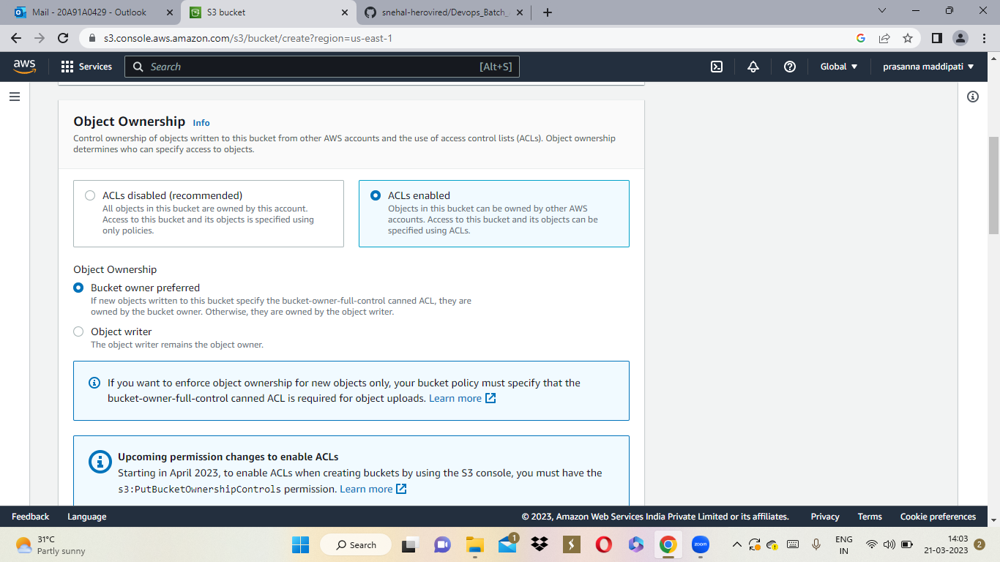 Mail - 20A91A0429 - Outlook
S3 bucket
snehal-herovired/Devops_Batch_
s3.console.aws.amazon.com/s3/bucket/create?region=us-east-1
aws
Services
Search
[Alt+S]
Global
prasanna maddipati
Object Ownership Info
Control ownership of objects written to this bucket from other AWS accounts and the use of access control lists (ACLs). Object ownership
determines who can specify access to objects.
ACLs disabled (recommended)
All objects in this bucket are owned by this account.
Access to this bucket and its objects is specified using
only policies.
ACLs enabled
Objects in this bucket can be owned by other AWS
accounts. Access to this bucket and its objects can be
specified using ACLs.
Object Ownership
Bucket owner preferred
If new objects written to this bucket specify the bucket-owner-full-control canned ACL, they are
owned by the bucket owner. Otherwise, they are owned by the object writer.
Object writer
The object writer remains the object owner.
If you want to enforce object ownership for new objects only, your bucket policy must specify that the
bucket-owner-full-control canned ACL is required for object uploads. Learn more
Upcoming permission changes to enable ACLs
Starting in April 2023, to enable ACLs when creating buckets by using the S3 console, you must have the
s3:PutBucketOwnershipControls permission. Learn more
Feedback
Language
© 2023, Amazon Web Services India Private Limited or its affiliates.
Privacy
Terms
Cookie preferences
31°C
Partly sunny
Search
1
zoom
ENG
IN
14:03
21-03-2023
2